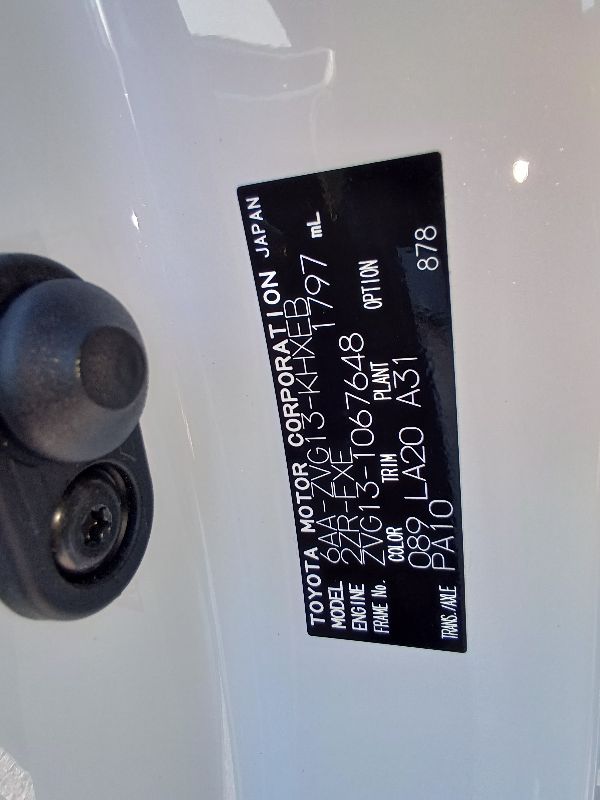 TOYOTA MOTOR CORPORATION JAPAN
MODEL 6AA-ZVG13-KHXEB
ENGINE 2ZR-FXE 1797 mL
FRAME No. ZVG13-1067648
COLOR TRIM PLANT OPTION
089 LA20 A31
TRANS./AXLE PA10 878